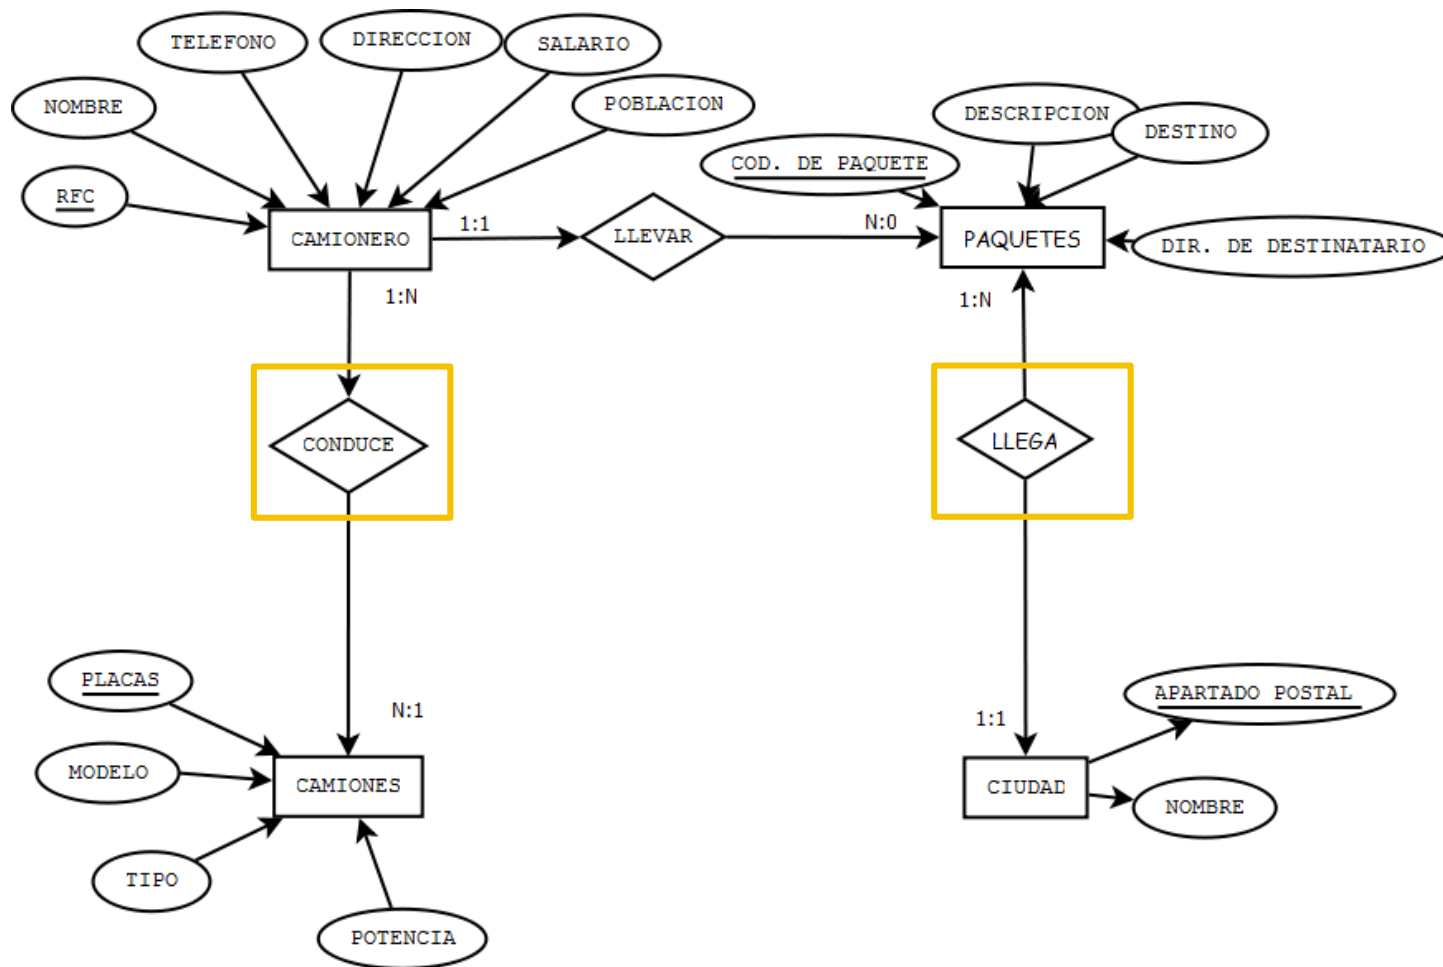 TELEFONO
DIRECCION
SALARIO
NOMBRE
POBLACION
RFC
CAMIONERO
1:1
LLEVAR
N:0
COD. DE PAQUETE
DESCRIPCION
DESTINO
PAQUETES
DIR. DE DESTINATARIO
1:N
1:N
CONDUCE
LLEGA
PLACAS
N:1
MODELO
CAMIONES
TIPO
POTENCIA
1:1
APARTADO POSTAL
CIUDAD
NOMBRE